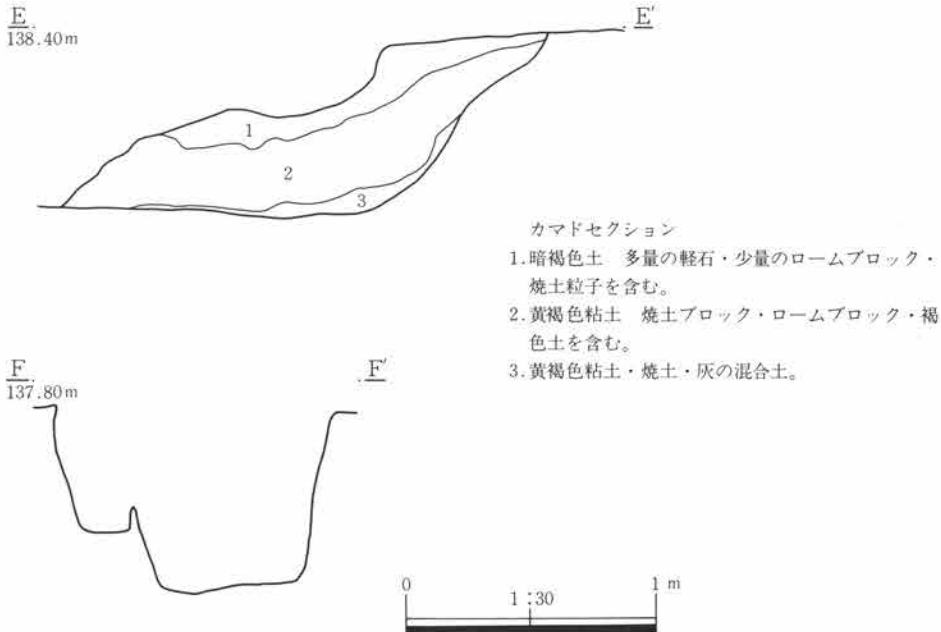 E E′
138.40m
1
2
3
カマドセクション
1.暗褐色土 多量の軽石・少量のロームブロック・
焼土粒子を含む。
2.黄褐色粘土 焼土ブロック・ロームブロック・褐
色土を含む。
3.黄褐色粘土・焼土・灰の混合土。
F F′
137.80m
0 1:30 1 m